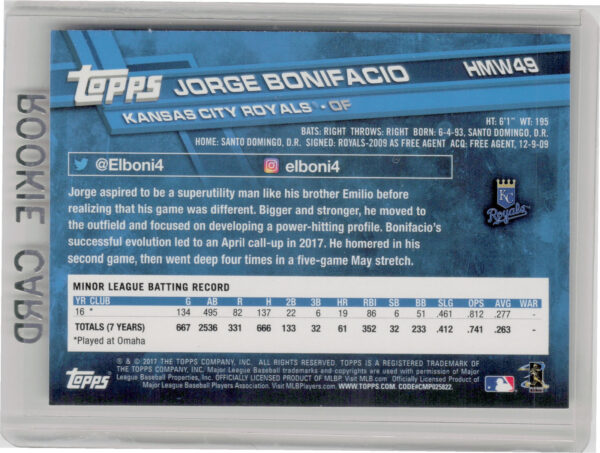 ROOKIE CARD
Topps JORGE BONIFACIO HMW49
KANSAS CITY ROYALS® • OF
HT: 6'1" WT: 195
BATS: RIGHT THROWS: RIGHT BORN: 6-4-93, SANTO DOMINGO, D.R.
HOME: SANTO DOMINGO, D.R. SIGNED: ROYALS-2009 AS FREE AGENT ACQ: FREE AGENT, 12-9-09
@Elboni4 elboni4
Jorge aspired to be a superutility man like his brother Emilio before
realizing that his game was different. Bigger and stronger, he moved to
the outfield and focused on developing a power-hitting profile. Bonifacio's
successful evolution led to an April call-up in 2017. He homered in his
second game, then went deep four times in a five-game May stretch.
KC
Royals
MINOR LEAGUE BATTING RECORD
YR CLUB G AB R H 2B 3B HR RBI SB BB SLG OPS AVG WAR
16 * 134 495 82 137 22 6 19 86 6 51 .461 .812 .277 -
TOTALS (7 YEARS) 667 2536 331 666 133 32 61 352 32 233 .412 .741 .263 -
*Played at Omaha
® & © 2017 THE TOPPS COMPANY, INC. ALL RIGHTS RESERVED. TOPPS IS A REGISTERED TRADEMARK OF
THE TOPPS COMPANY, INC. Major League Baseball trademarks and copyrights are used with permission of Major
League Baseball Properties, Inc. OFFICIALLY LICENSED PRODUCT OF MLBP. Visit MLB.com Officially Licensed Product of
Major League Baseball Players Association. Visit MLBPlayers.com. WWW.TOPPS.COM. CODE#CMP025822.
Topps